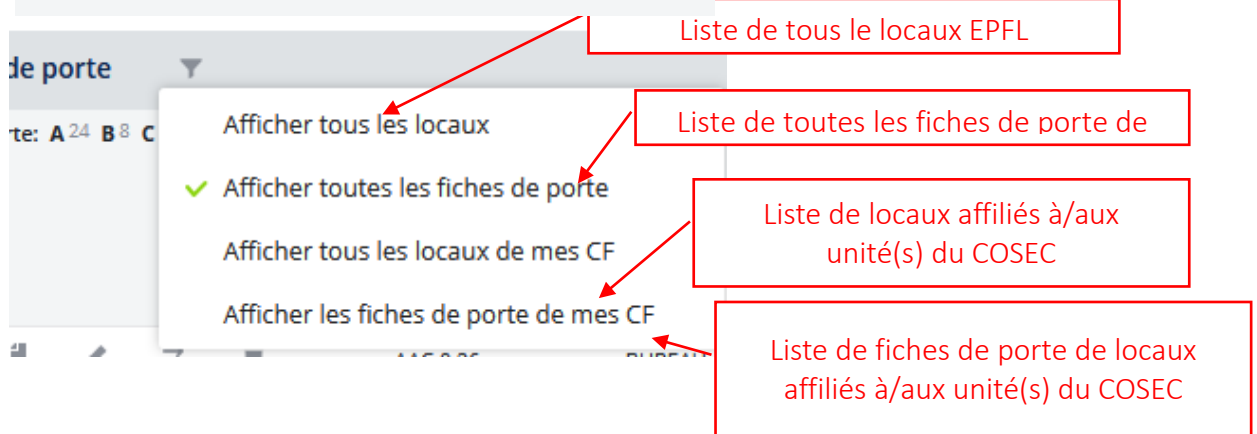 Liste de tous le locaux EPFL
de porte
Afficher tous les locaux
rte: A 24 B 8 C
Liste de toutes les fiches de porte de
Afficher toutes les fiches de porte
Liste de locaux affiliés à/aux
unité(s) du COSEC
Afficher tous les locaux de mes CF
Afficher les fiches de porte de mes CF
Liste de fiches de porte de locaux
affiliés à/aux unité(s) du COSEC